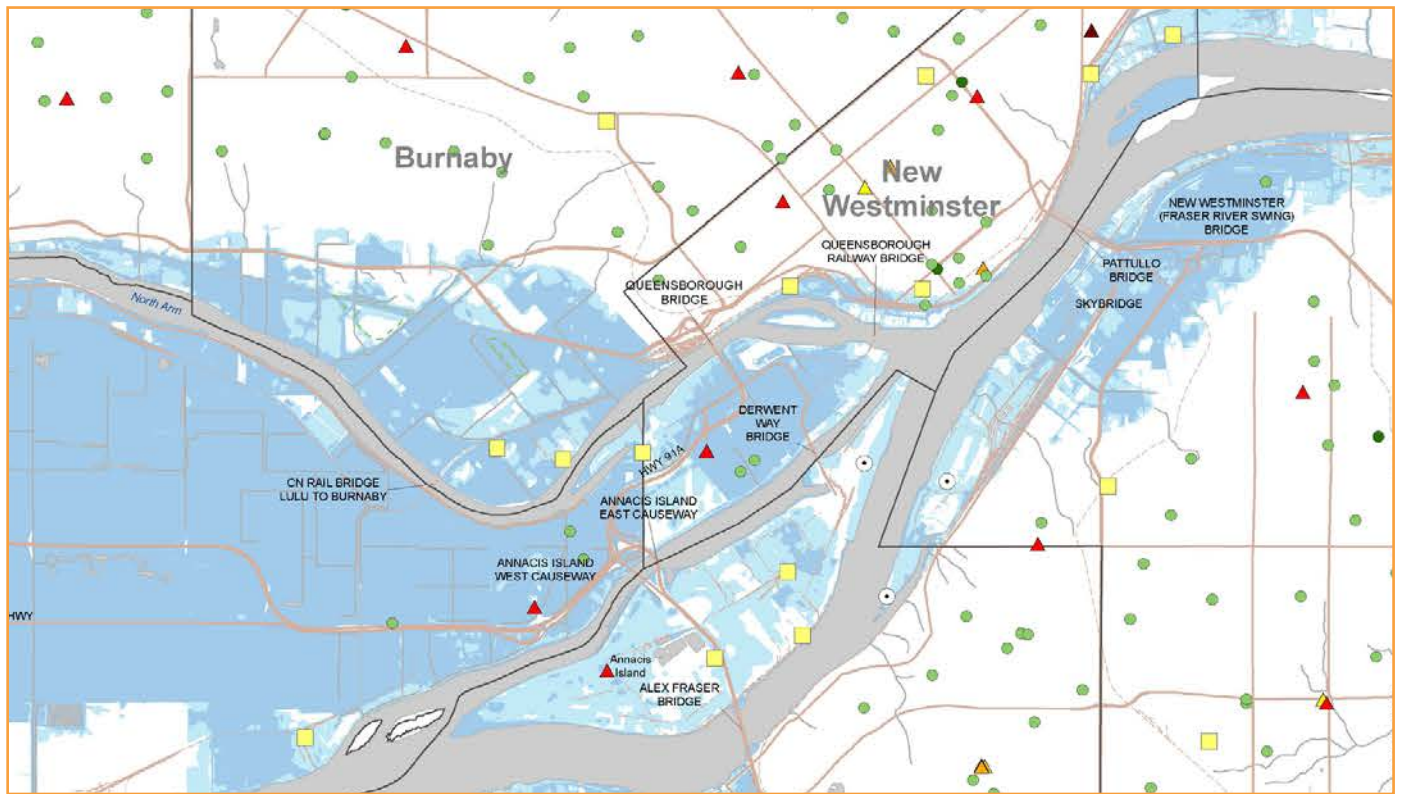 Burnaby
New
Westminster
NEW WESTMINSTER
(FRASER RIVER SWING)
BRIDGE
QUEENSBOROUGH
RAILWAY BRIDGE
PATTULLO
BRIDGE
QUEENSBOROUGH
BRIDGE
SKYBRIDGE
North Arm
DERWENT
WAY
BRIDGE
HWY 91A
CN RAIL BRIDGE
LULU TO BURNABY
ANNACIS ISLAND
EAST CAUSEWAY
ANNACIS ISLAND
WEST CAUSEWAY
HWY
Annacis
Island
ALEX FRASER
BRIDGE